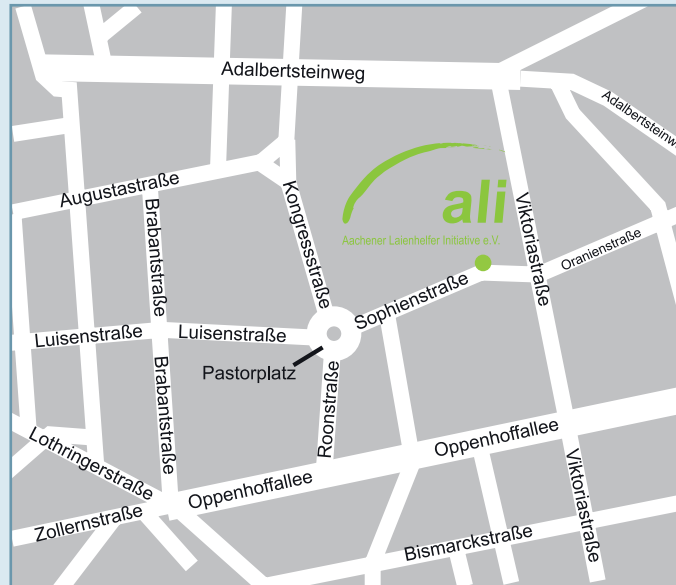 Adalbertsteinweg
Adalbertsteinw
Augustastraße
Brabantstraße
Kongressstraße
ali
Aachener Laienhelfer Initiative e.V.
Viktoriastraße
Oranienstraße
Sophienstraße
Luisenstraße
Luisenstraße
Pastorplatz
Brabantstraße
Roonstraße
Lothringerstraße
Oppenhoffallee
Oppenhoffallee
Viktoriastraße
Zollernstraße
Bismarckstraße